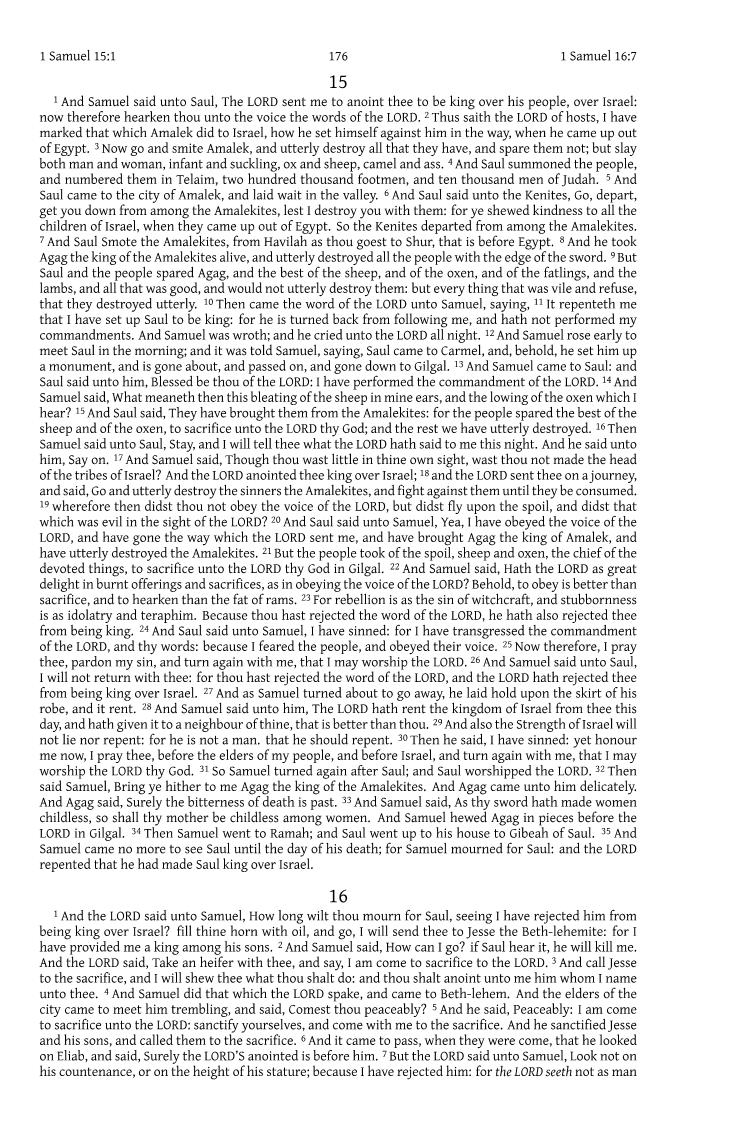 1 Samuel 15:1 176 1 Samuel 16:7
15
1 And Samuel said unto Saul, The LORD sent me to anoint thee to be king over his people, over Israel:
now therefore hearken thou unto the voice the words of the LORD. 2 Thus saith the LORD of hosts, I have
marked that which Amalek did to Israel, how he set himself against him in the way, when he came up out
of Egypt. 3 Now go and smite Amalek, and utterly destroy all that they have, and spare them not; but slay
both man and woman, infant and suckling, ox and sheep, camel and ass. 4 And Saul summoned the people,
and numbered them in Telaim, two hundred thousand footmen, and ten thousand men of Judah. 5 And
Saul came to the city of Amalek, and laid wait in the valley. 6 And Saul said unto the Kenites, Go, depart,
get you down from among the Amalekites, lest I destroy you with them: for ye shewed kindness to all the
children of Israel, when they came up out of Egypt. So the Kenites departed from among the Amalekites.
7 And Saul Smote the Amalekites, from Havilah as thou goest to Shur, that is before Egypt. 8 And he took
Agag the king of the Amalekites alive, and utterly destroyed all the people with the edge of the sword. 9 But
Saul and the people spared Agag, and the best of the sheep, and of the oxen, and of the fatlings, and the
lambs, and all that was good, and would not utterly destroy them: but every thing that was vile and refuse,
that they destroyed utterly. 10 Then came the word of the LORD unto Samuel, saying, 11 It repenteth me
that I have set up Saul to be king: for he is turned back from following me, and hath not performed my
commandments. And Samuel was wroth; and he cried unto the LORD all night. 12 And Samuel rose early to
meet Saul in the morning; and it was told Samuel, saying, Saul came to Carmel, and, behold, he set him up
a monument, and is gone about, and passed on, and gone down to Gilgal. 13 And Samuel came to Saul: and
Saul said unto him, Blessed be thou of the LORD: I have performed the commandment of the LORD. 14 And
Samuel said, What meaneth then this bleating of the sheep in mine ears, and the lowing of the oxen which I
hear? 15 And Saul said, They have brought them from the Amalekites: for the people spared the best of the
sheep and of the oxen, to sacrifice unto the LORD thy God; and the rest we have utterly destroyed. 16 Then
Samuel said unto Saul, Stay, and I will tell thee what the LORD hath said to me this night. And he said unto
him, Say on. 17 And Samuel said, Though thou wast little in thine own sight, wast thou not made the head
of the tribes of Israel? And the LORD anointed thee king over Israel; 18 and the LORD sent thee on a journey,
and said, Go and utterly destroy the sinners the Amalekites, and fight against them until they be consumed.
19 wherefore then didst thou not obey the voice of the LORD, but didst fly upon the spoil, and didst that
which was evil in the sight of the LORD? 20 And Saul said unto Samuel, Yea, I have obeyed the voice of the
LORD, and have gone the way which the LORD sent me, and have brought Agag the king of Amalek, and
have utterly destroyed the Amalekites. 21 But the people took of the spoil, sheep and oxen, the chief of the
devoted things, to sacrifice unto the LORD thy God in Gilgal. 22 And Samuel said, Hath the LORD as great
delight in burnt offerings and sacrifices, as in obeying the voice of the LORD? Behold, to obey is better than
sacrifice, and to hearken than the fat of rams. 23 For rebellion is as the sin of witchcraft, and stubbornness
is as idolatry and teraphim. Because thou hast rejected the word of the LORD, he hath also rejected thee
from being king. 24 And Saul said unto Samuel, I have sinned: for I have transgressed the commandment
of the LORD, and thy words: because I feared the people, and obeyed their voice. 25 Now therefore, I pray
thee, pardon my sin, and turn again with me, that I may worship the LORD. 26 And Samuel said unto Saul,
I will not return with thee: for thou hast rejected the word of the LORD, and the LORD hath rejected thee
from being king over Israel. 27 And as Samuel turned about to go away, he laid hold upon the skirt of his
robe, and it rent. 28 And Samuel said unto him, The LORD hath rent the kingdom of Israel from thee this
day, and hath given it to a neighbour of thine, that is better than thou. 29 And also the Strength of Israel will
not lie nor repent: for he is not a man. that he should repent. 30 Then he said, I have sinned: yet honour
me now, I pray thee, before the elders of my people, and before Israel, and turn again with me, that I may
worship the LORD thy God. 31 So Samuel turned again after Saul; and Saul worshipped the LORD. 32 Then
said Samuel, Bring ye hither to me Agag the king of the Amalekites. And Agag came unto him delicately.
And Agag said, Surely the bitterness of death is past. 33 And Samuel said, As thy sword hath made women
childless, so shall thy mother be childless among women. And Samuel hewed Agag in pieces before the
LORD in Gilgal. 34 Then Samuel went to Ramah; and Saul went up to his house to Gibeah of Saul. 35 And
Samuel came no more to see Saul until the day of his death; for Samuel mourned for Saul: and the LORD
repented that he had made Saul king over Israel.
16
1 And the LORD said unto Samuel, How long wilt thou mourn for Saul, seeing I have rejected him from
being king over Israel? fill thine horn with oil, and go, I will send thee to Jesse the Beth-lehemite: for I
have provided me a king among his sons. 2 And Samuel said, How can I go? if Saul hear it, he will kill me.
And the LORD said, Take an heifer with thee, and say, I am come to sacrifice to the LORD. 3 And call Jesse
to the sacrifice, and I will shew thee what thou shalt do: and thou shalt anoint unto me him whom I name
unto thee. 4 And Samuel did that which the LORD spake, and came to Beth-lehem. And the elders of the
city came to meet him trembling, and said, Comest thou peaceably? 5 And he said, Peaceably: I am come
to sacrifice unto the LORD: sanctify yourselves, and come with me to the sacrifice. And he sanctified Jesse
and his sons, and called them to the sacrifice. 6 And it came to pass, when they were come, that he looked
on Eliab, and said, Surely the LORD'S anointed is before him. 7 But the LORD said unto Samuel, Look not on
his countenance, or on the height of his stature; because I have rejected him: for the LORD seeth not as man